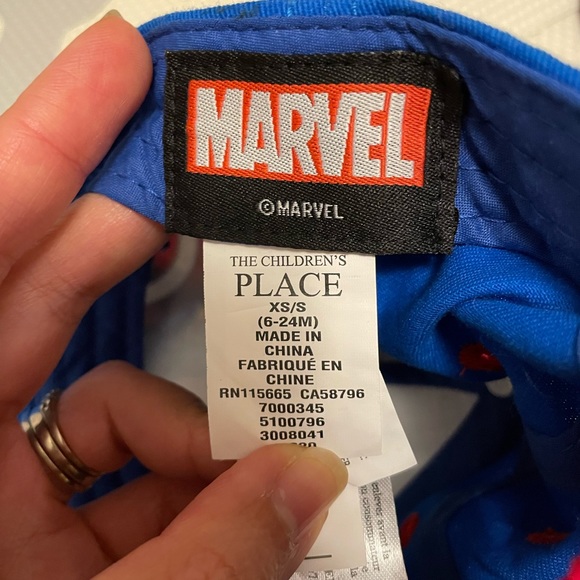 MARVEL
©MARVEL
THE CHILDREN'S
PLACE
XS/S
(6-24M)
MADE IN
CHINA
FABRIQUÉ EN
CHINE
RN115665 CA58796
7000345
5100796
3008041